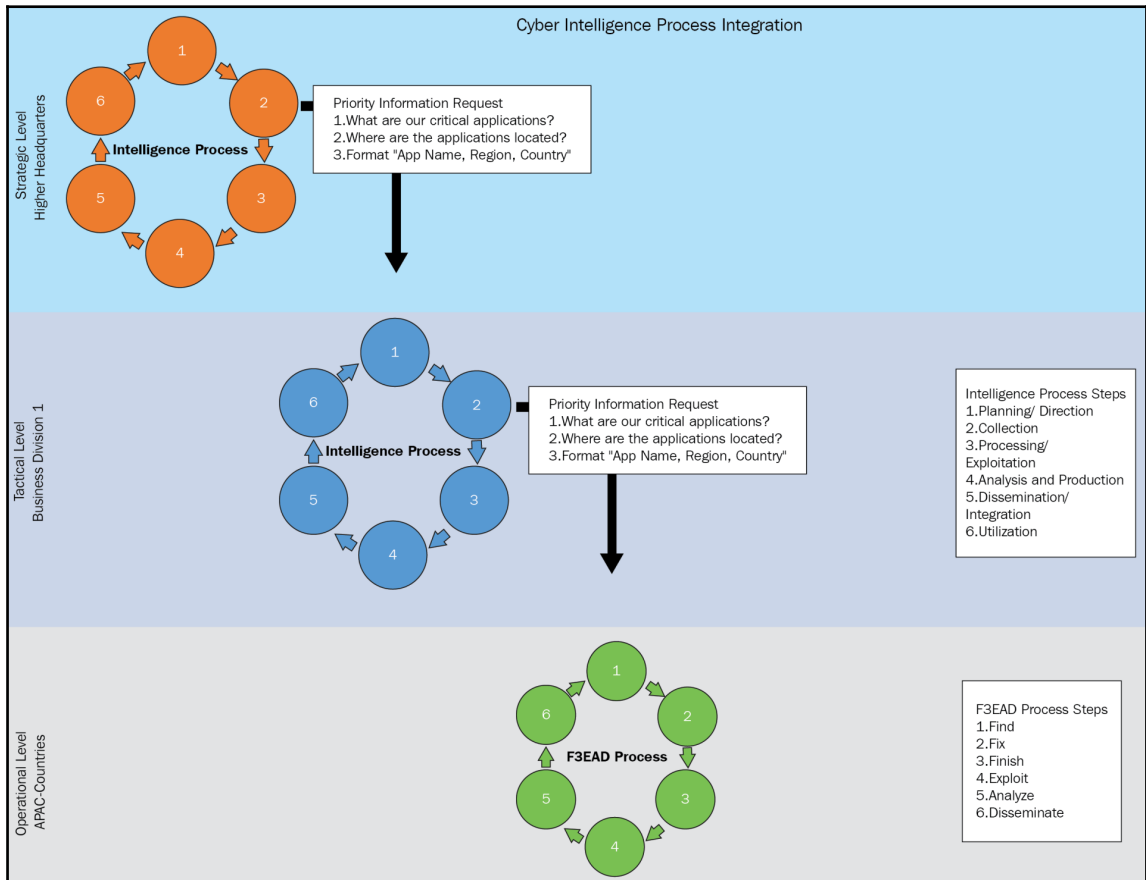 Cyber Intelligence Process Integration
Strategic Level
Higher Headquarters
1
2
3
4
5
6
Intelligence Process
Priority Information Request
1.What are our critical applications?
2.Where are the applications located?
3.Format "App Name, Region, Country"
Tactical Level
Business Division 1
1
2
3
4
5
6
Intelligence Process
Priority Information Request
1.What are our critical applications?
2.Where are the applications located?
3.Format "App Name, Region, Country"
Intelligence Process Steps
1.Planning/ Direction
2.Collection
3.Processing/
Exploitation
4.Analysis and Production
5.Dissemination/
Integration
6.Utilization
Operational Level
APAC-Countries
1
2
3
4
5
6
F3EAD Process
F3EAD Process Steps
1.Find
2.Fix
3.Finish
4.Exploit
5.Analyze
6.Disseminate